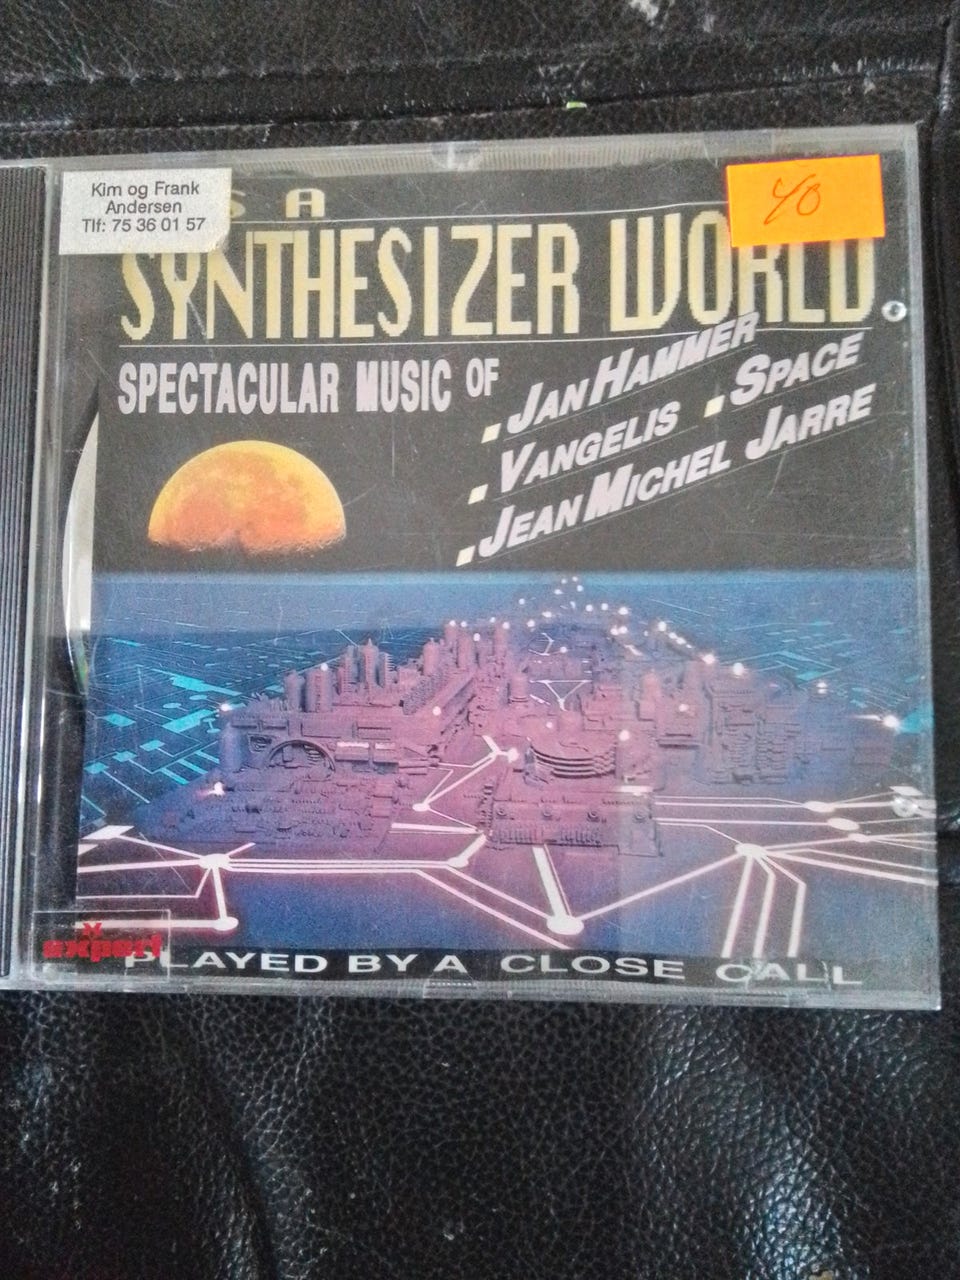 Kim og Frank
Andersen
Tlf: 75 36 01 57
S A
SYNTHESIZER WORLD
SPECTACULAR MUSIC OF
. JAN HAMMER
. VANGELIS . SPACE
. JEAN MICHEL JARRE
expert
PLAYED BY A CLOSE CALL